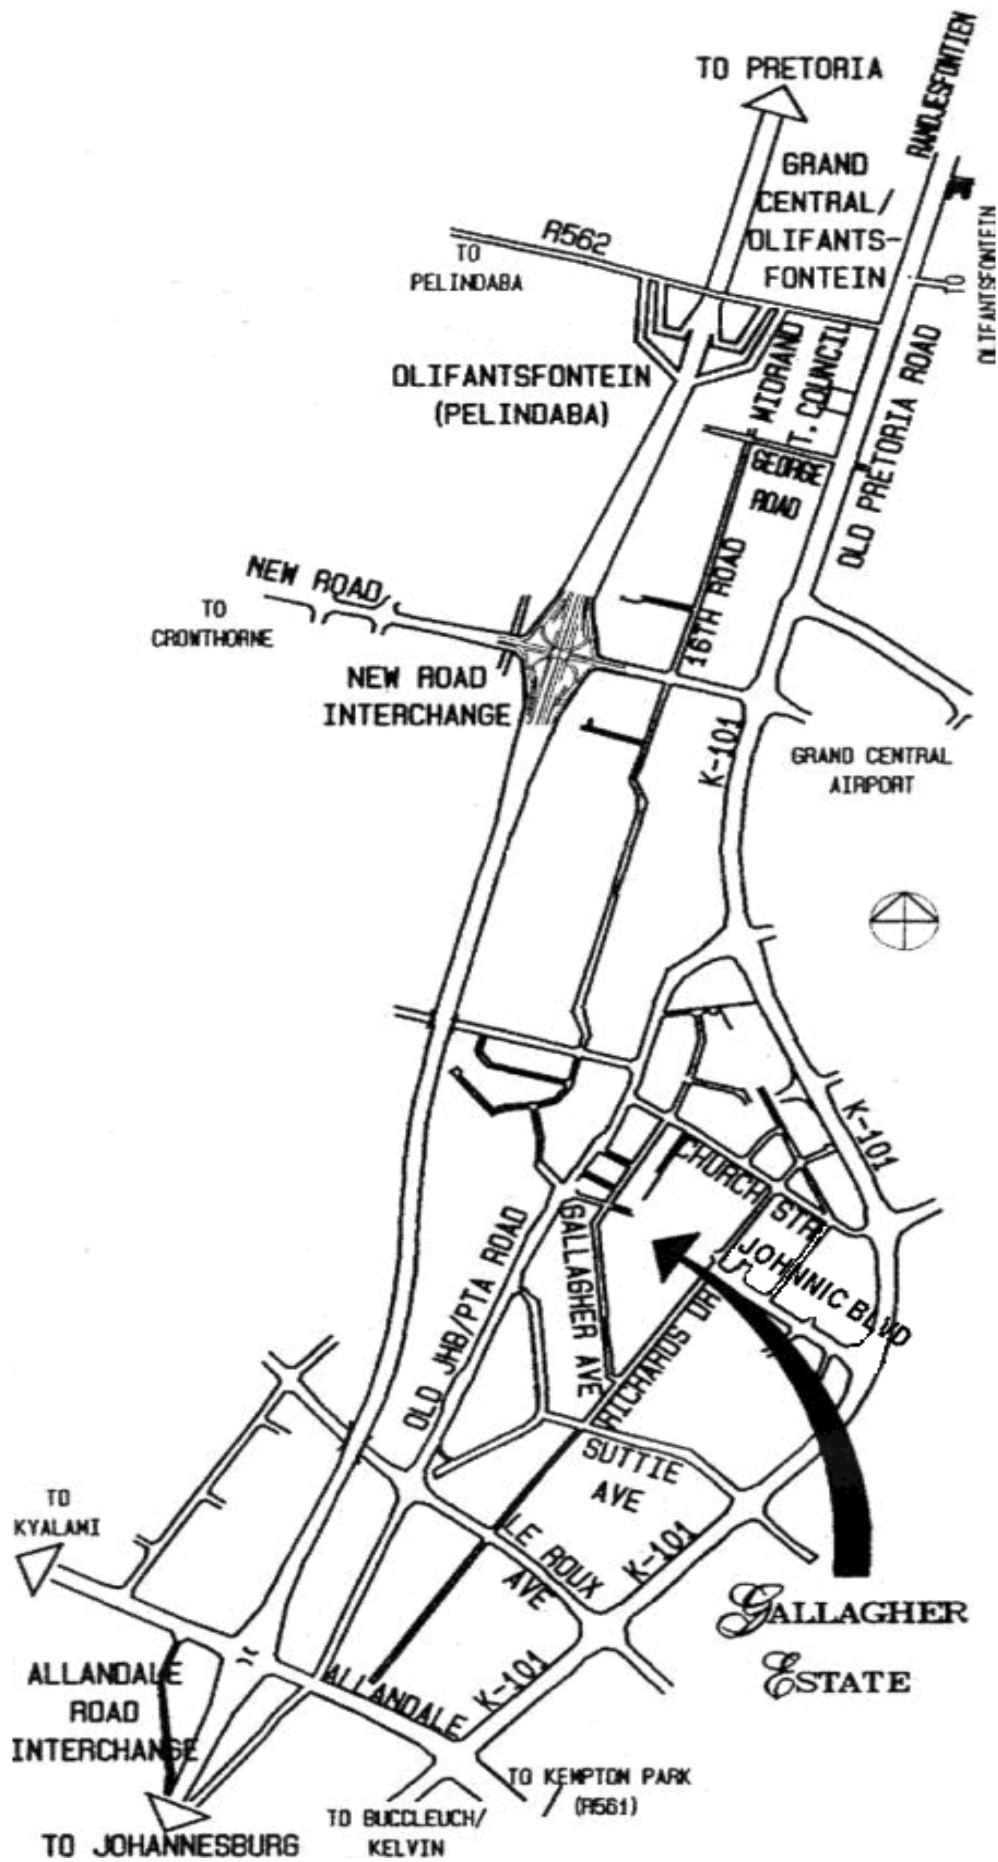 RANDJESFONTIEN
TO PRETORIA
GRAND
CENTRAL/
OLIFANTS-
FONTEIN
R562
TO
PELINDABA
TO
OLIFANTSFONTEIN
OLIFANTSFONTEIN
(PELINDABA)
MIDRAND
T. COUNCIL
OLD PRETORIA ROAD
GEORGE
ROAD
16TH ROAD
NEW ROAD
TO
CROWTHORNE
NEW ROAD
INTERCHANGE
K-101
GRAND CENTRAL
AIRPORT
K-101
CHURCH STR
JOHNNIC BLVD
GALLAGHER AVE
OLD JHB/PTA ROAD
RICHARDS DR
SUTTIE
AVE
TO
KYALAMI
LE ROUX
AVE
K-101
GALLAGHER
ESTATE
ALLANDALE
ROAD
INTERCHANGE
ALLANDALE
K-101
TO KEMPTON PARK
(R561)
TO BUCCLEUCH/
KELVIN
TO JOHANNESBURG